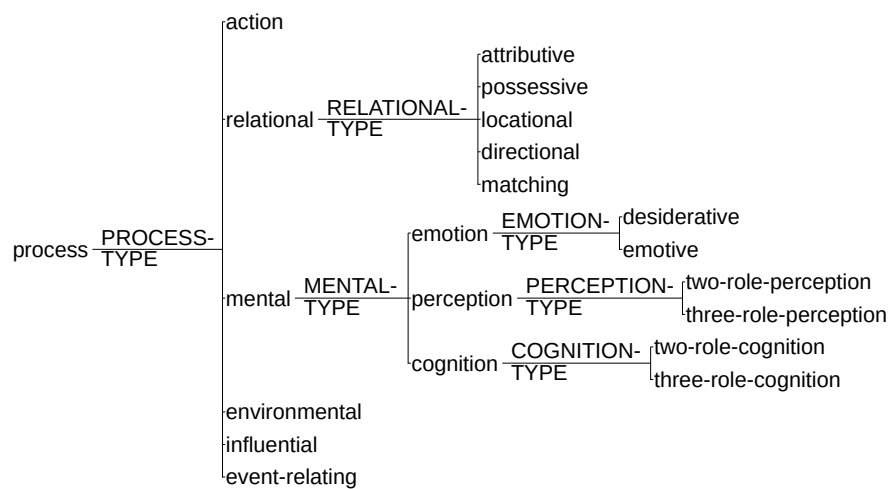 action
attributive
possessive
relational RELATIONAL-
TYPE
locational
directional
matching
process PROCESS-
TYPE
mental MENTAL-
TYPE
emotion EMOTION-
TYPE
desiderative
emotive
perception PERCEPTION-
TYPE
two-role-perception
three-role-perception
cognition COGNITION-
TYPE
two-role-cognition
three-role-cognition
environmental
influential
event-relating